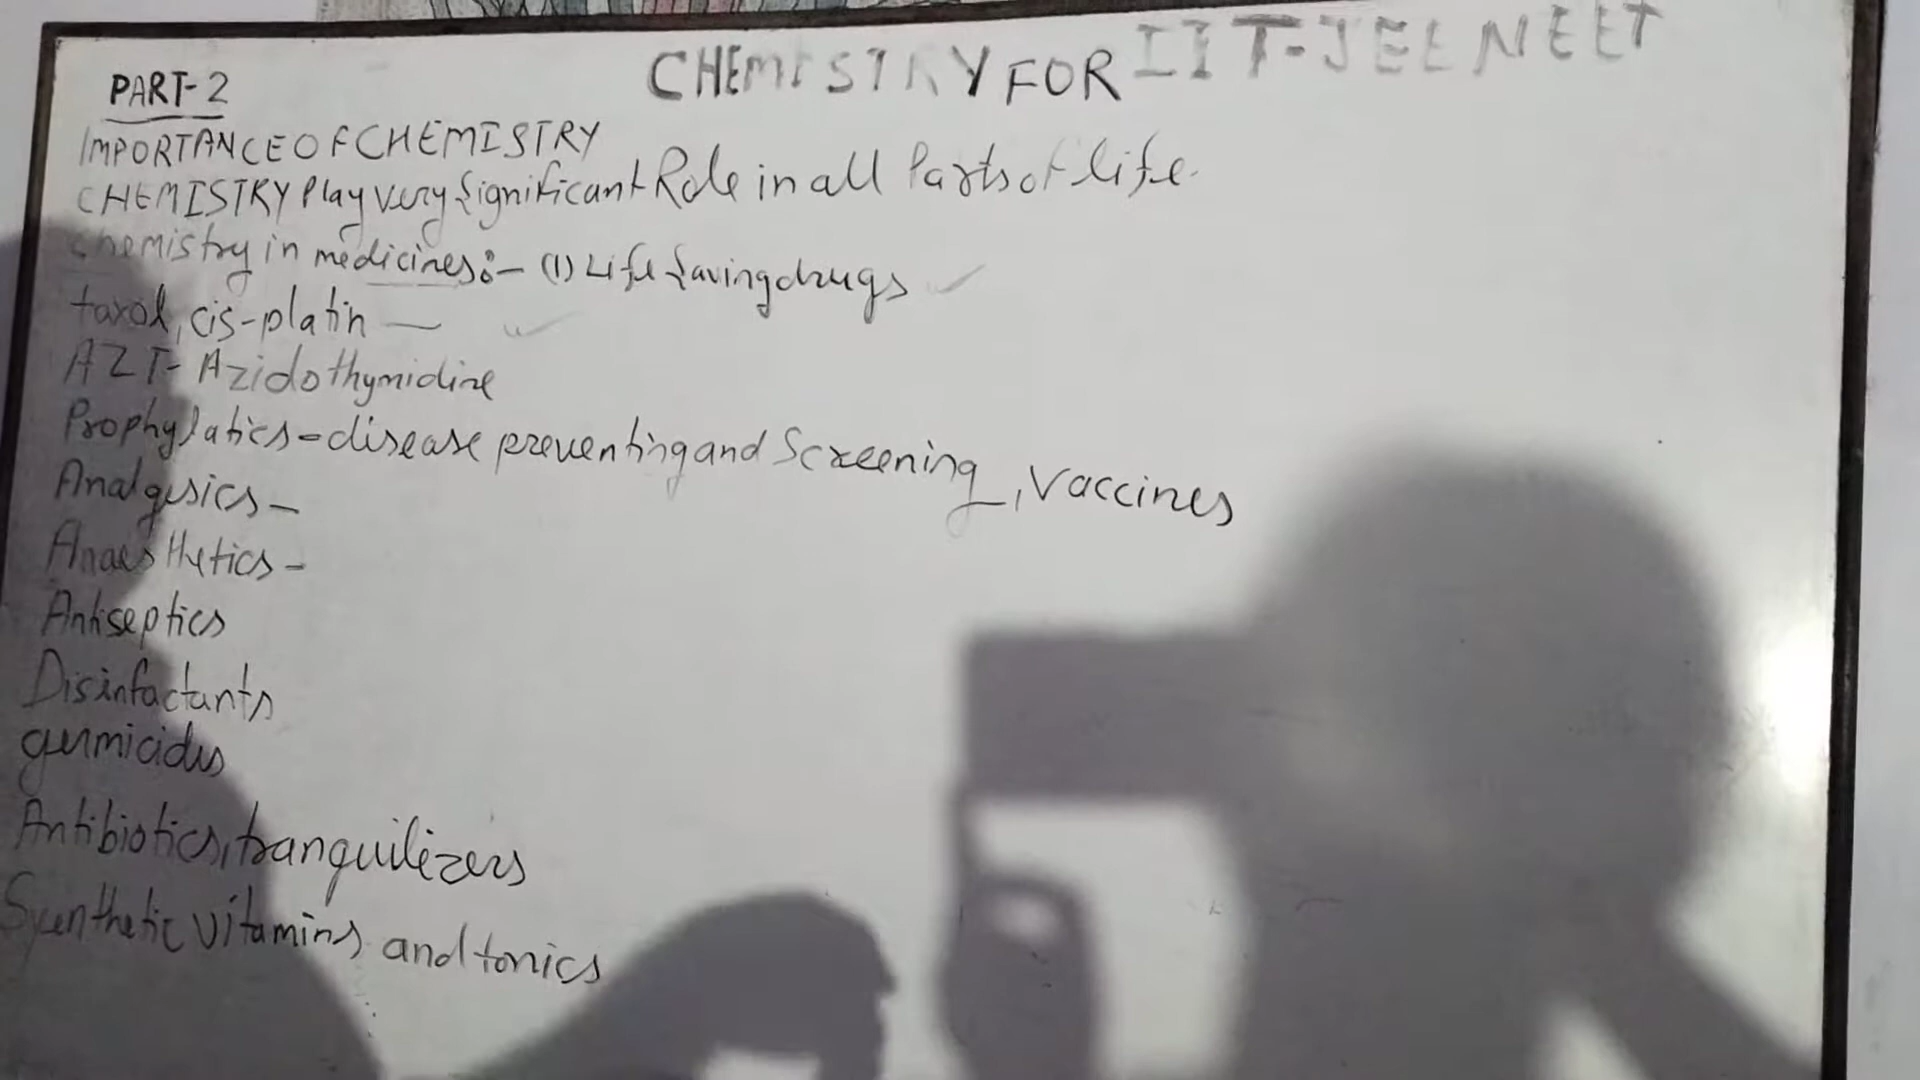 CHEMISTRY FOR IIT-JEE NEET
PART-2
IMPORTANCE OF CHEMISTRY
CHEMISTRY Play very significant Role in all Parts of life.
chemistry in medicines:- (1) Life saving drugs
taxol, cis-platin —
AZT- Azidothymidine
Prophylatics - disease preventing and Screening, vaccines
Analgesics -
Anaesthetics -
Antiseptics
Disinfactants
germicides
Antibiotics, tranquilizers
Syenthetic vitamins and tonics